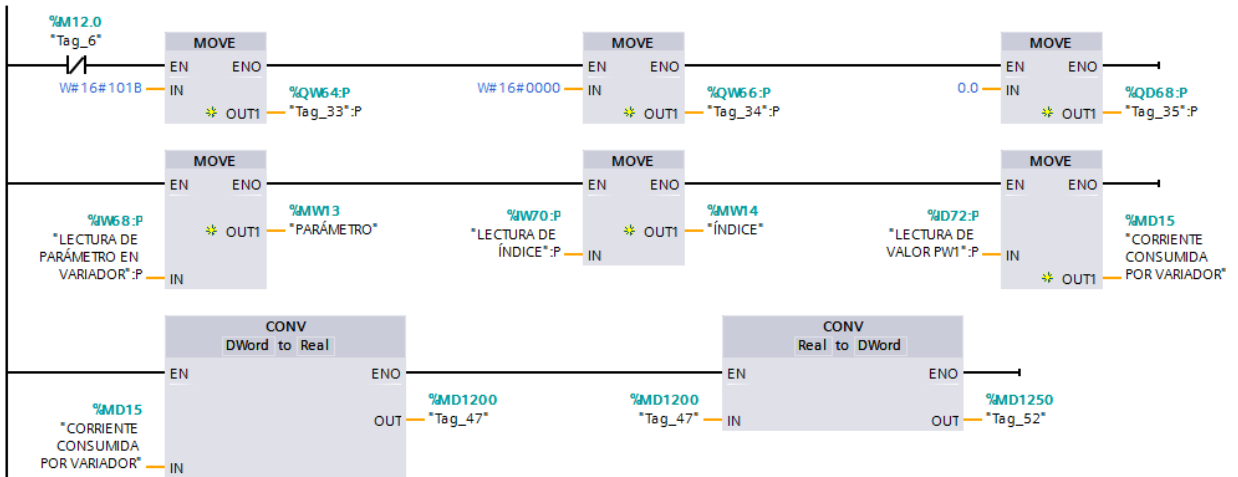 %M12.0
"Tag_6"
MOVE
EN ENO
W#16#101B IN
OUT1
%QW64:P
"Tag_33":P
MOVE
EN ENO
W#16#0000 IN
OUT1
%QW66:P
"Tag_34":P
MOVE
EN ENO
0.0 IN
OUT1
%QD68:P
"Tag_35":P
MOVE
EN ENO
%IW68:P
"LECTURA DE
PARÁMETRO EN
VARIADOR":P
IN
OUT1
%MW13
"PARÁMETRO"
MOVE
EN ENO
%IW70:P
"LECTURA DE
ÍNDICE":P
IN
OUT1
%MW14
"ÍNDICE"
MOVE
EN ENO
%ID72:P
"LECTURA DE
VALOR PW1":P
IN
OUT1
%MD15
"CORRIENTE
CONSUMIDA
POR VARIADOR"
CONV
DWord to Real
EN ENO
%MD15
"CORRIENTE
CONSUMIDA
POR VARIADOR"
IN
OUT
%MD1200
"Tag_47"
CONV
Real to DWord
EN ENO
%MD1200
"Tag_47"
IN
OUT
%MD1250
"Tag_52"